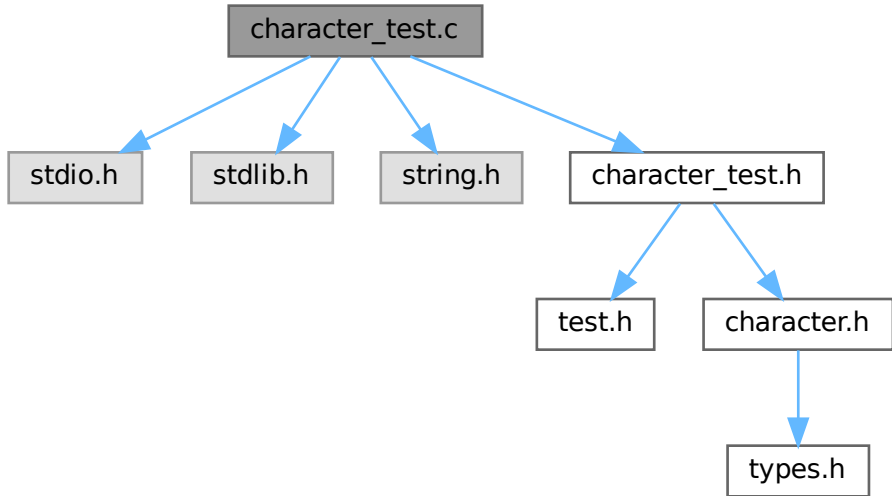 character_test.c
stdio.h
stdlib.h
string.h
character_test.h
test.h
character.h
types.h